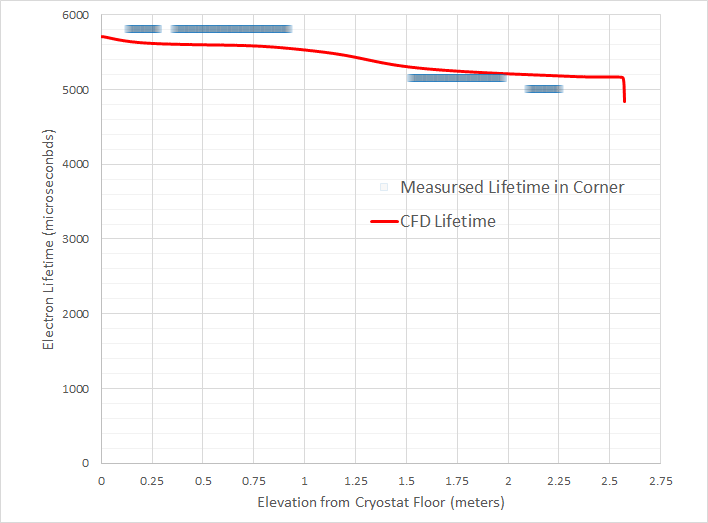 6000
5000
4000
3000
2000
1000
0
Electron Lifetime (microseconbds)
Measursed Lifetime in Corner
CFD Lifetime
0 0.25 0.5 0.75 1 1.25 1.5 1.75 2 2.25 2.5 2.75
Elevation from Cryostat Floor (meters)